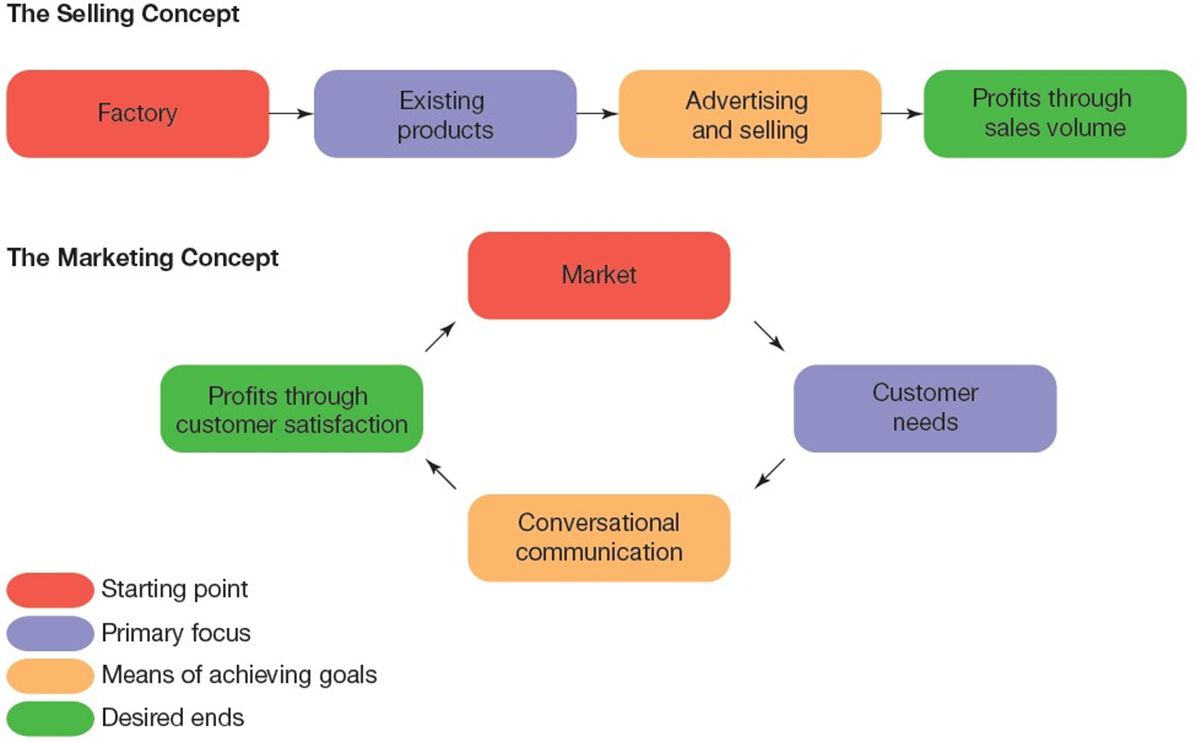 The Selling Concept
Factory
Existing
products
Advertising
and selling
Profits through
sales volume
The Marketing Concept
Market
Profits through
customer satisfaction
Customer
needs
Conversational
communication
Starting point
Primary focus
Means of achieving goals
Desired ends